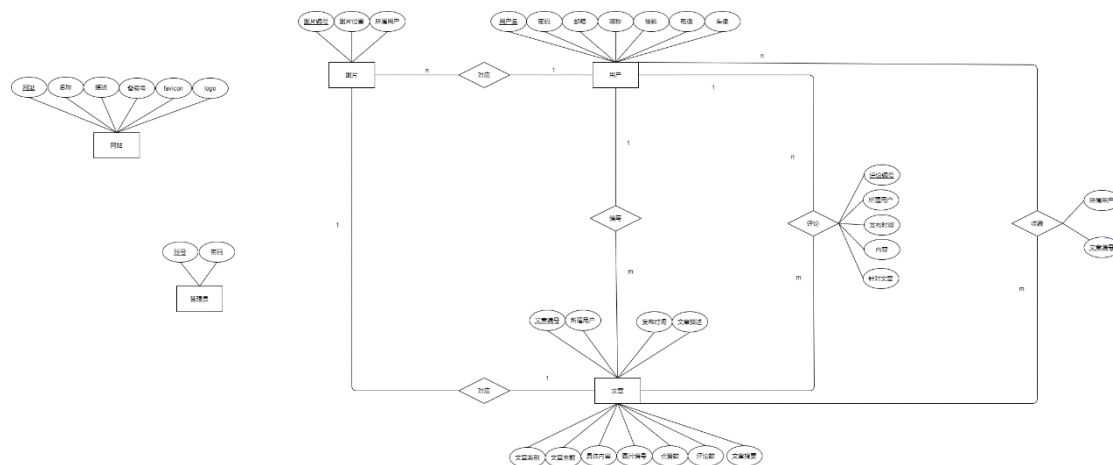 图片编号 图片位置 所属用户
用户名 密码 邮箱 昵称 性别 电话 头像
图片 n 对应 1 用户 n
网址 名称 描述 备案号 favicon logo
1
网站
1 1 n
评论编号
所属用户
所属用户
编写 评论 发布时间 收藏
内容
文章编号
账号 密码
针对文章
m m m
管理员
文章编号 所属用户 发布时间 文章描述
对应 1 文章
文章类别 文章主题 具体内容 图片编号 点赞数 评论数 文章摘要